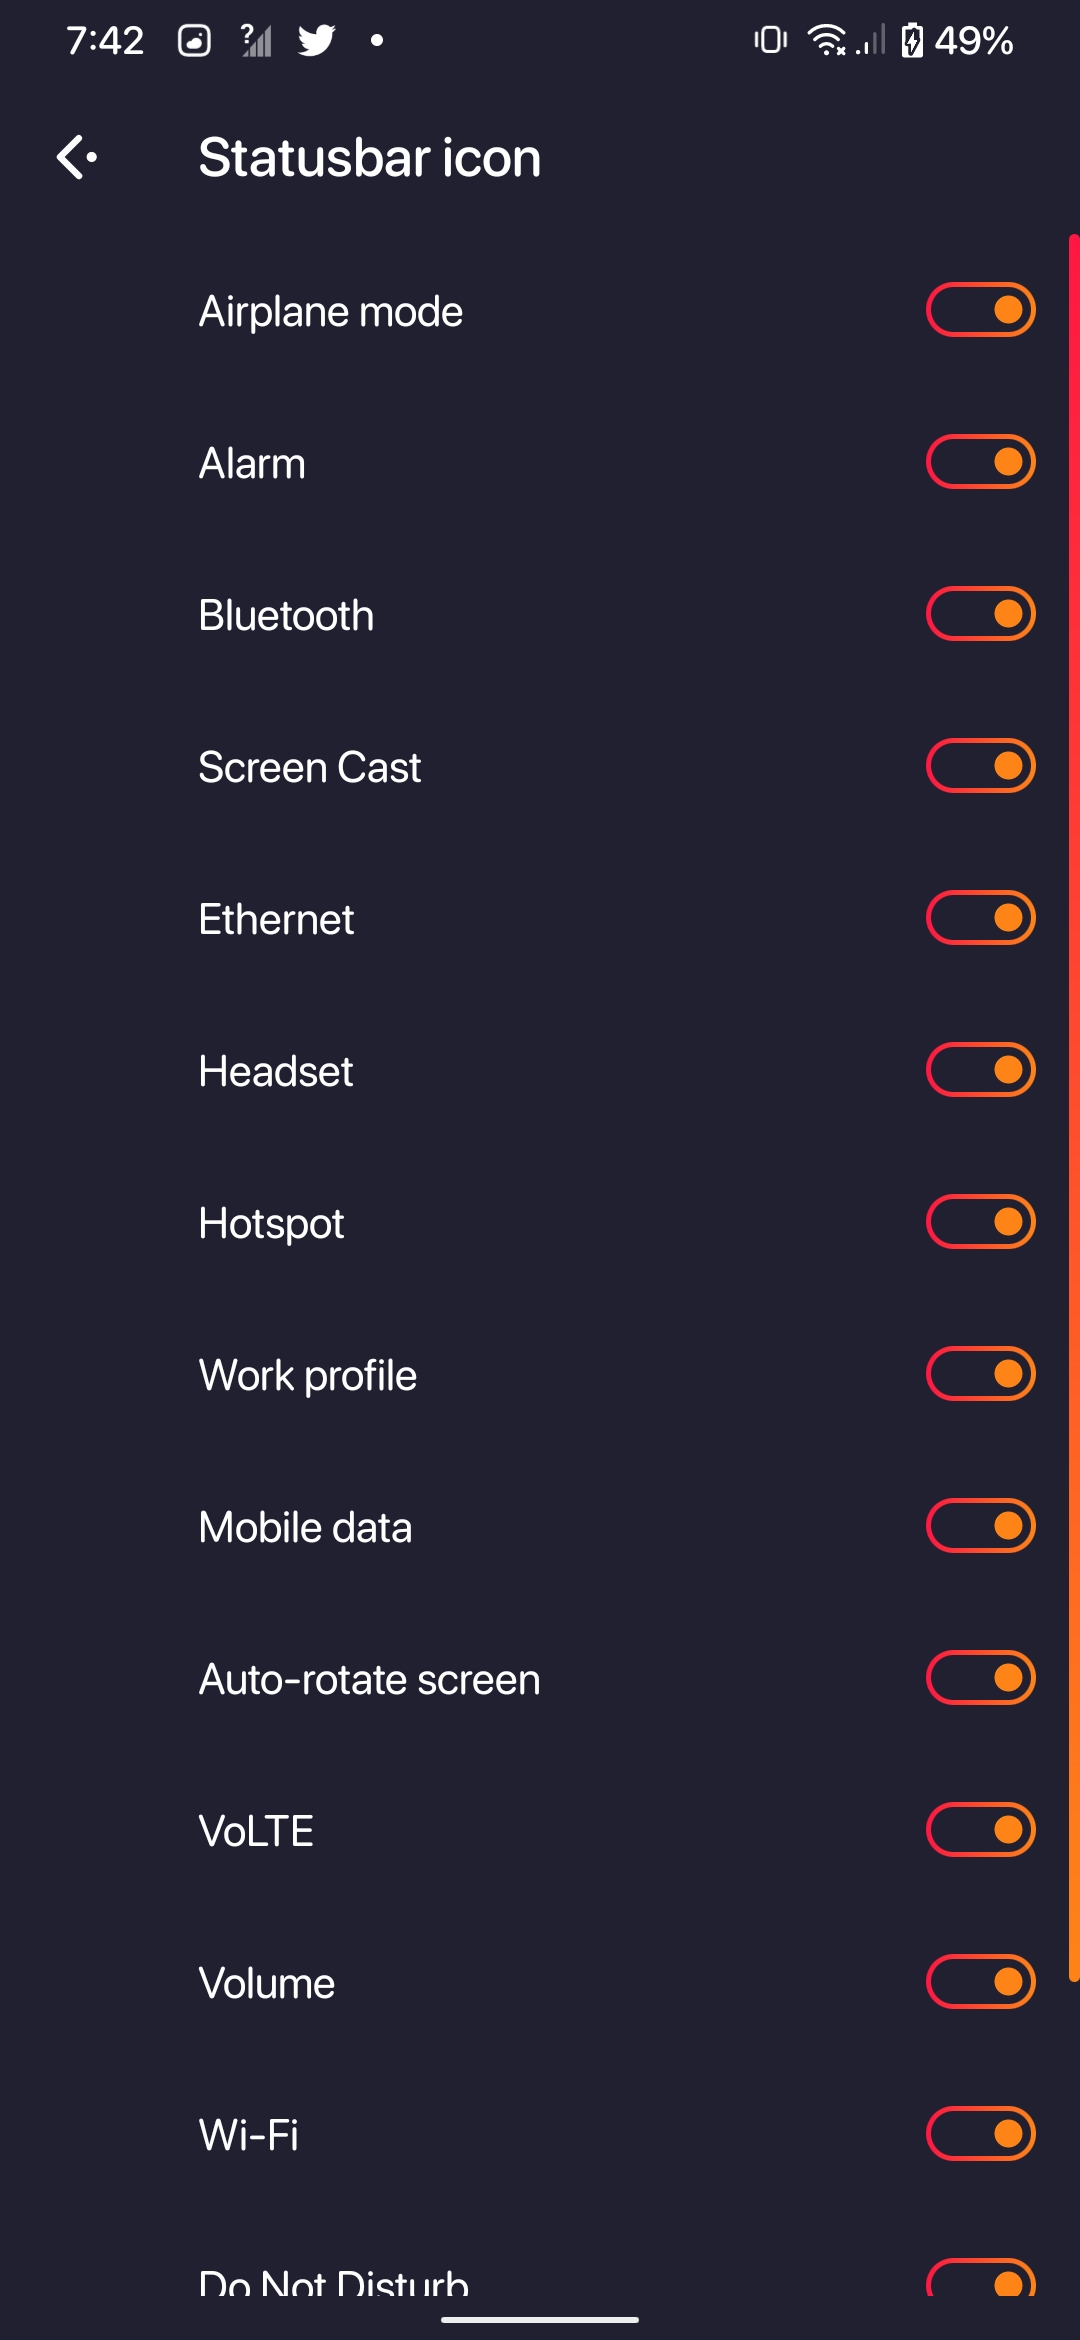 7:42 ? 49%
Statusbar icon
Airplane mode
Alarm
Bluetooth
Screen Cast
Ethernet
Headset
Hotspot
Work profile
Mobile data
Auto-rotate screen
VoLTE
Volume
Wi-Fi
Do Not Disturb